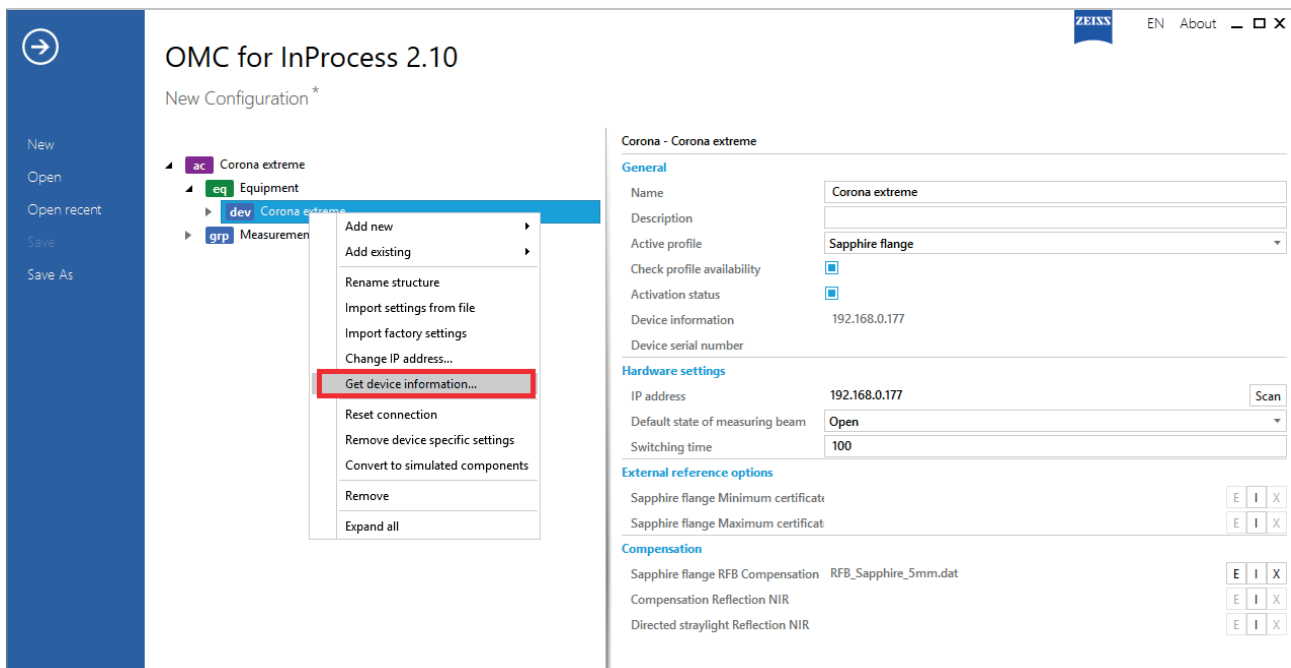 ZEISS
EN About
OMC for InProcess 2.10
New Configuration *
New
Open
Open recent
Save
Save As
ac Corona extreme
eq Equipment
dev Corona extreme
grp Measuremen
Add new
Add existing
Rename structure
Import settings from file
Import factory settings
Change IP address...
Get device information...
Reset connection
Remove device specific settings
Convert to simulated components
Remove
Expand all
Corona - Corona extreme
General
Name Corona extreme
Description
Active profile Sapphire flange
Check profile availability
Activation status
Device information 192.168.0.177
Device serial number
Hardware settings
IP address 192.168.0.177 Scan
Default state of measuring beam Open
Switching time 100
External reference options
Sapphire flange Minimum certificate E I X
Sapphire flange Maximum certificat E I X
Compensation
Sapphire flange RFB Compensation RFB_Sapphire_5mm.dat E I X
Compensation Reflection NIR E I X
Directed straylight Reflection NIR E I X